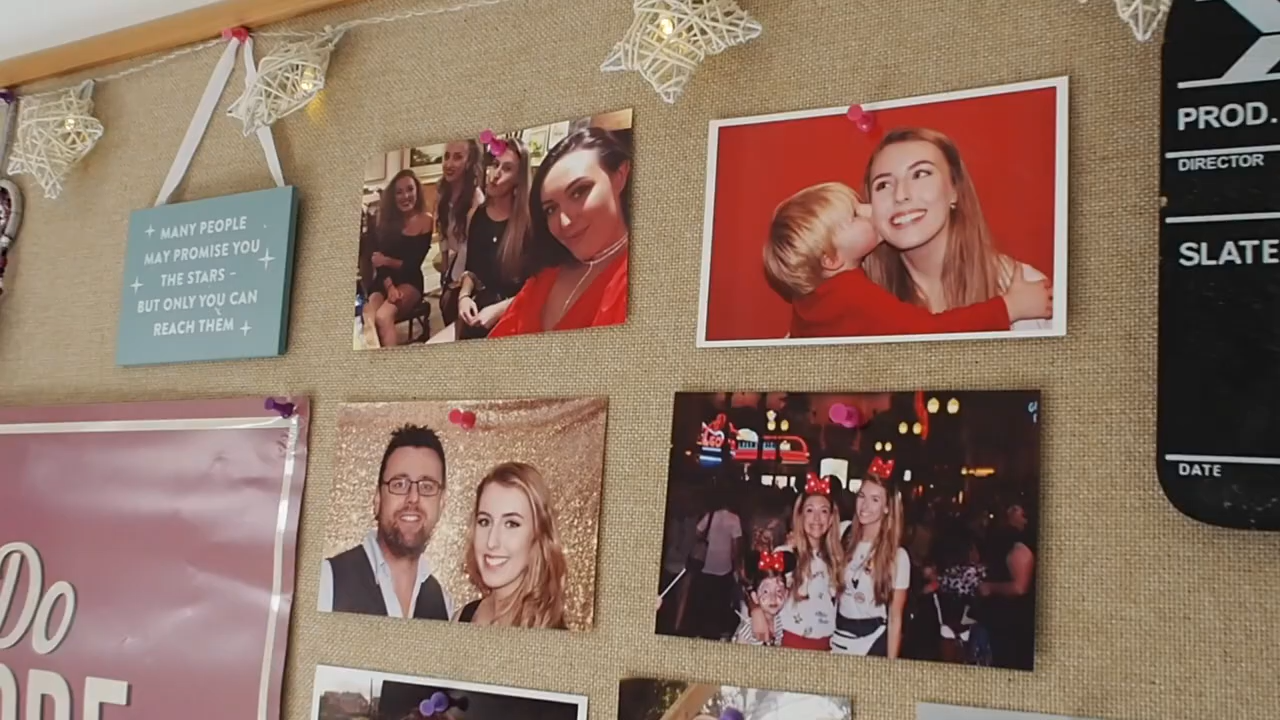 MANY PEOPLE
MAY PROMISE YOU
THE STARS -
BUT ONLY YOU CAN
REACH THEM
PROD.
DIRECTOR
SLATE
DATE
Do